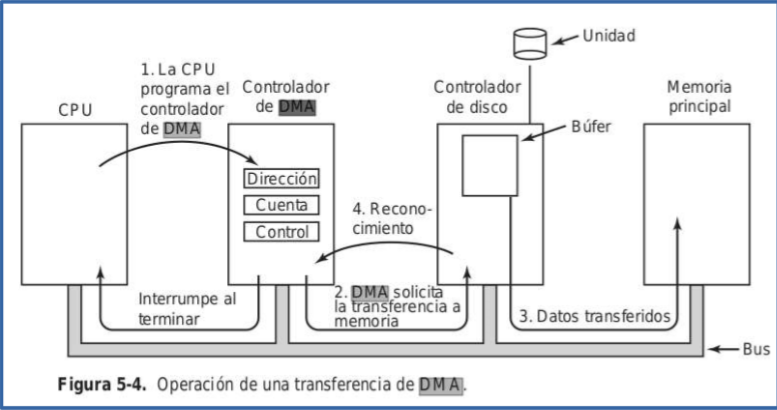 Unidad
1. La CPU
programa el
controlador
de DMA
CPU
Controlador
de DMA
Controlador
de disco
Memoria
principal
Búfer
Dirección
Cuenta
Control
4. Recono-
cimiento
Interrumpe al
terminar
2. DMA solicita
la transferencia a
memoria
3. Datos transferidos
Bus
Figura 5-4. Operación de una transferencia de DMA.